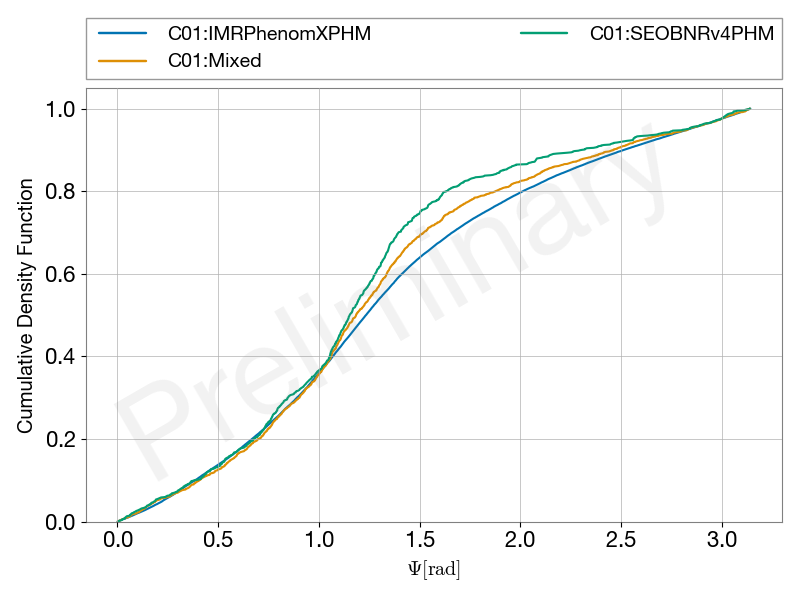 C01:IMRPhenomXPHM
C01:Mixed
C01:SEOBNRv4PHM
Cumulative Density Function
1.0
0.8
0.6
0.4
0.2
0.0
Preliminary
0.0 0.5 1.0 1.5 2.0 2.5 3.0
Ψ[rad]